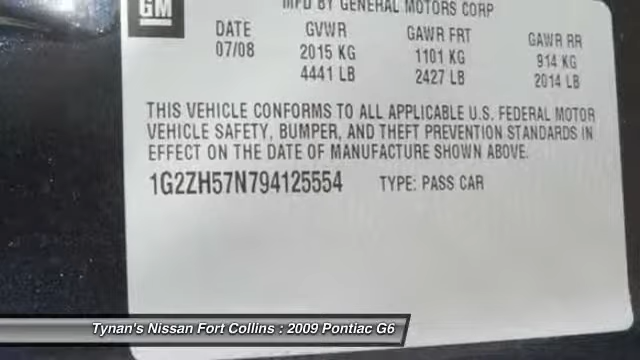 GM
MFD BY GENERAL MOTORS CORP
DATE GVWR GAWR FRT GAWR RR
07/08 2015 KG 1101 KG 914 KG
4441 LB 2427 LB 2014 LB
THIS VEHICLE CONFORMS TO ALL APPLICABLE U.S. FEDERAL MOTOR
VEHICLE SAFETY, BUMPER, AND THEFT PREVENTION STANDARDS IN
EFFECT ON THE DATE OF MANUFACTURE SHOWN ABOVE.
1G2ZH57N794125554 TYPE: PASS CAR
Tynan's Nissan Fort Collins : 2009 Pontiac G6